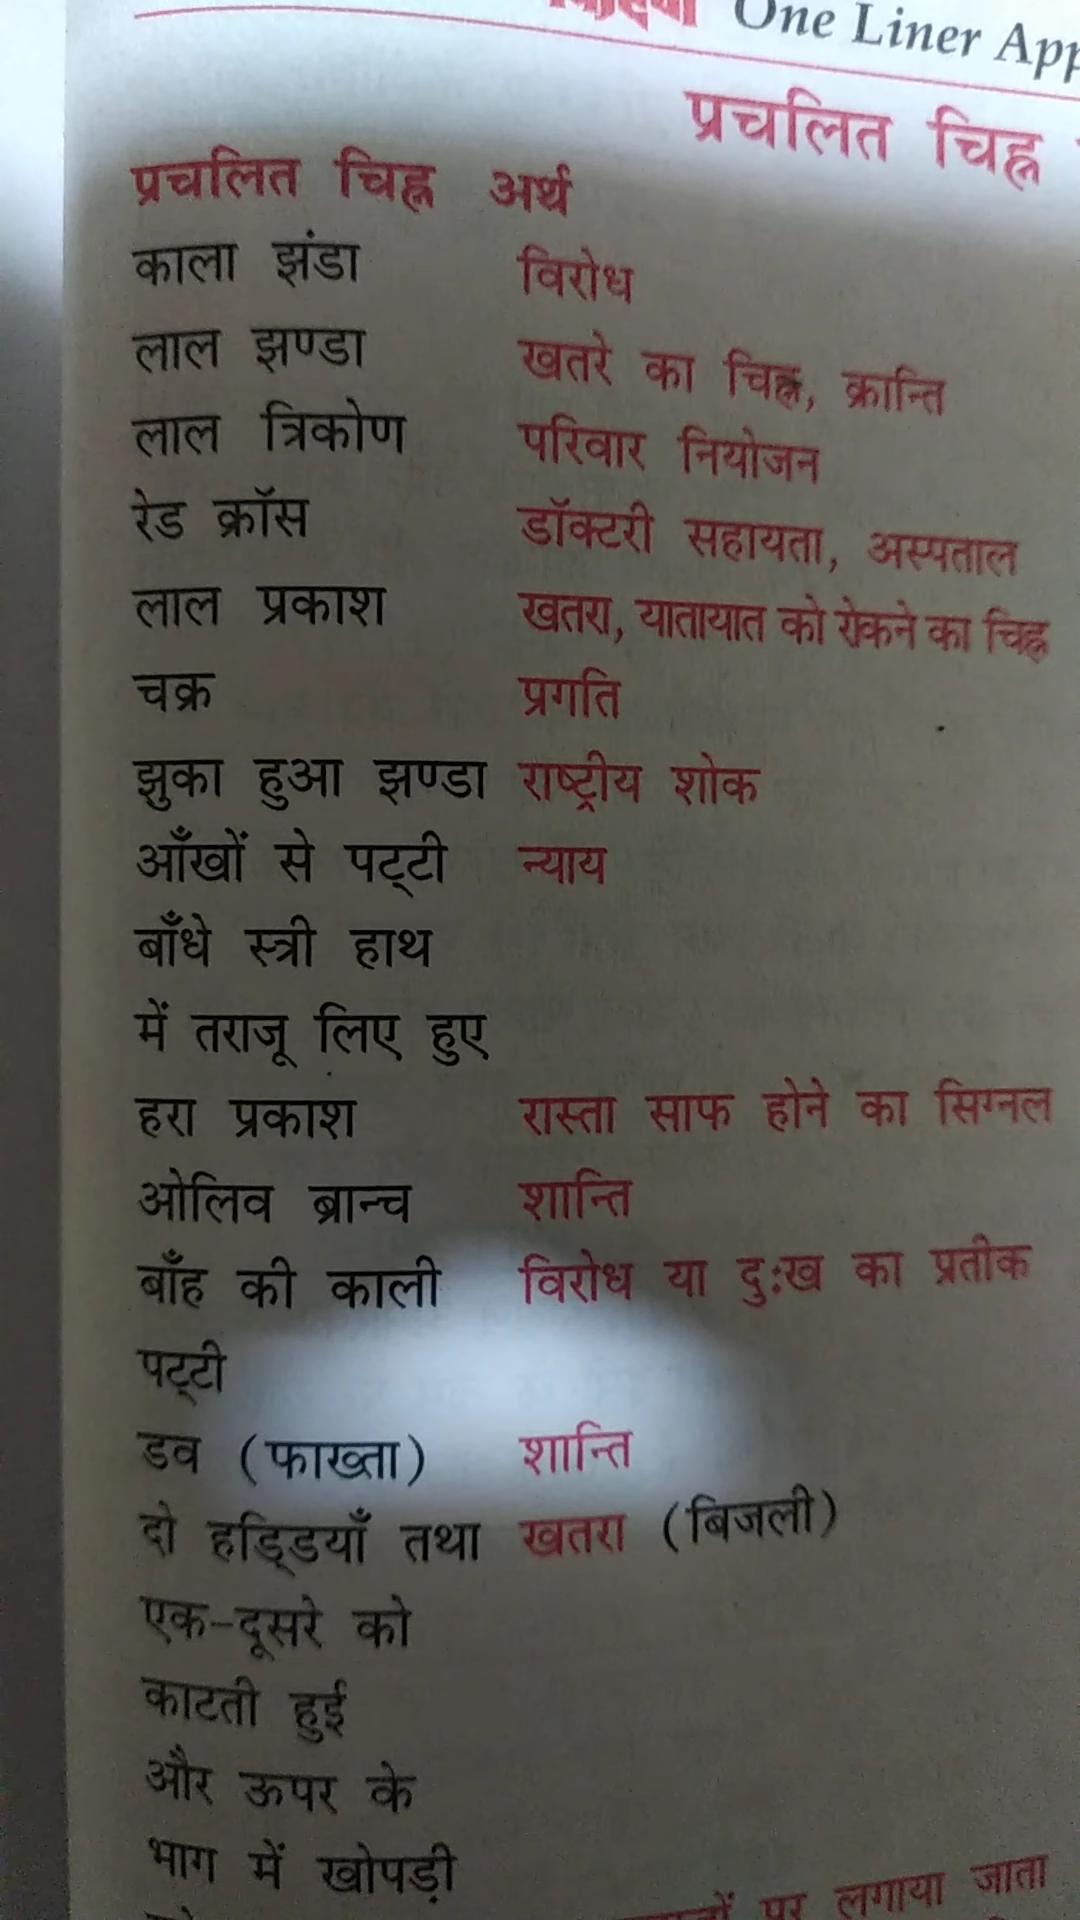 One Liner
प्रचलित चिह्न
प्रचलित चिह्न अर्थ
काला झंडा विरोध
लाल झण्डा खतरे का चिह्न, क्रान्ति
लाल त्रिकोण परिवार नियोजन
रेड क्रॉस डॉक्टरी सहायता, अस्पताल
लाल प्रकाश खतरा, यातायात को रोकने का चिह्न
चक्र प्रगति
झुका हुआ झण्डा राष्ट्रीय शोक
आँखों से पट्टी न्याय
बाँधे स्त्री हाथ
में तराजू लिए हुए
हरा प्रकाश रास्ता साफ होने का सिग्नल
ओलिव ब्रान्च शान्ति
बाँह की काली विरोध या दुःख का प्रतीक
पट्टी
डव (फाख्ता) शान्ति
दो हड्डियाँ तथा खतरा (बिजली)
एक-दूसरे को
काटती हुई
और ऊपर के
भाग में खोपड़ी
पर लगाया जाता